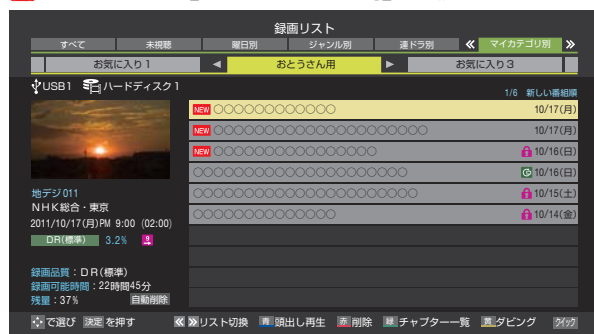 録画リスト
すべて 未視聴 曜日別 ジャンル別 連ドラ別 ≪ マイカテゴリ別 ≫
お気に入り1 ◀ おとうさん用 ▶ お気に入り3
USB1 ハードディスク1
1/6 新しい番組順
NEW 〇〇〇〇〇〇〇〇〇〇〇〇 10/17(月)
NEW 〇〇〇〇〇〇〇〇〇〇〇〇〇〇〇〇〇〇〇〇〇 10/17(月)
NEW 〇〇〇〇〇〇〇〇〇〇〇〇〇〇〇〇 10/16(日)
〇〇〇〇〇〇〇〇〇〇〇〇〇〇〇〇〇〇〇〇〇 10/16(日)
〇〇〇〇〇〇〇〇〇〇〇〇〇〇〇〇〇〇〇〇〇〇 10/15(土)
〇〇〇〇〇〇〇〇〇〇〇〇〇〇 10/14(金)
地デジ011
NHK総合・東京
2011/10/17(月)PM 9:00 (02:00)
DR(標準) 3.2%
録画品質：DR(標準)
録画可能時間：22時間45分
残量：37% 自動削除
で選び 決定 を押す ≪ ≫リスト切換 青 頭出し再生 赤 削除 緑 チャプター一覧 黄 ダビング クイック